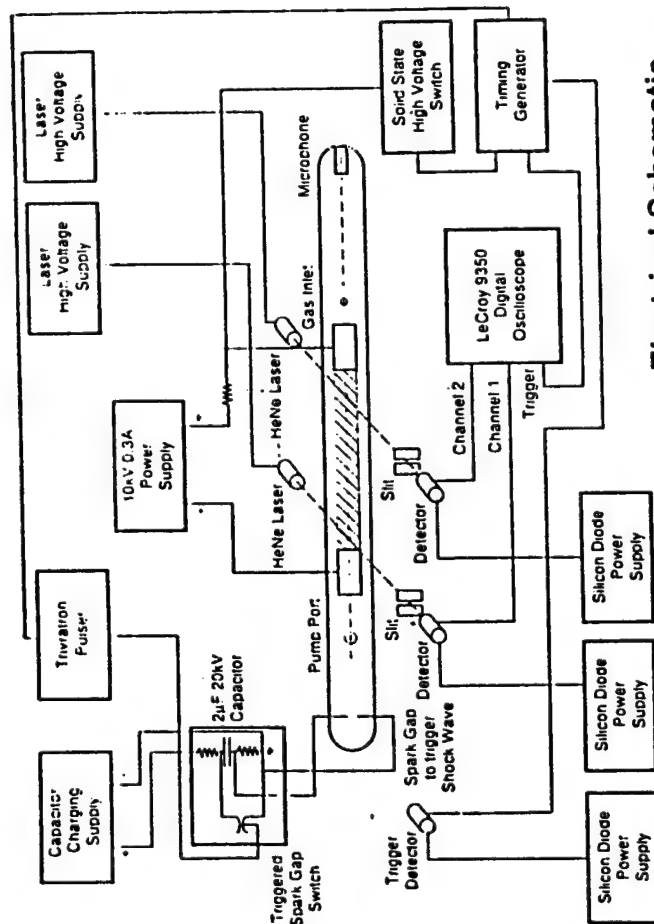 Capacitor
Charging
Supply
Trivratron
Pulser
10kV 0.3A
Power
Supply
Laser
High Voltage
Supply
Laser
High Voltage
Supply
Triggered
Spark Gap
Switch
2µF 20kV
Capacitor
Pump Port
HeNe Laser
HeNe Laser
Gas Inlet
Microphone
Solid State
High Voltage
Switch
Spark Gap
to trigger
Shock Wave
Trigger
Detector
Slit
Detector
Slit
Detector
Channel 2
Channel 1
Trigger
LeCroy 9350
Digital
Oscilloscope
Timing
Generator
Silicon Diode
Power
Supply
Silicon Diode
Power
Supply
Silicon Diode
Power
Supply
Electrical Schematic